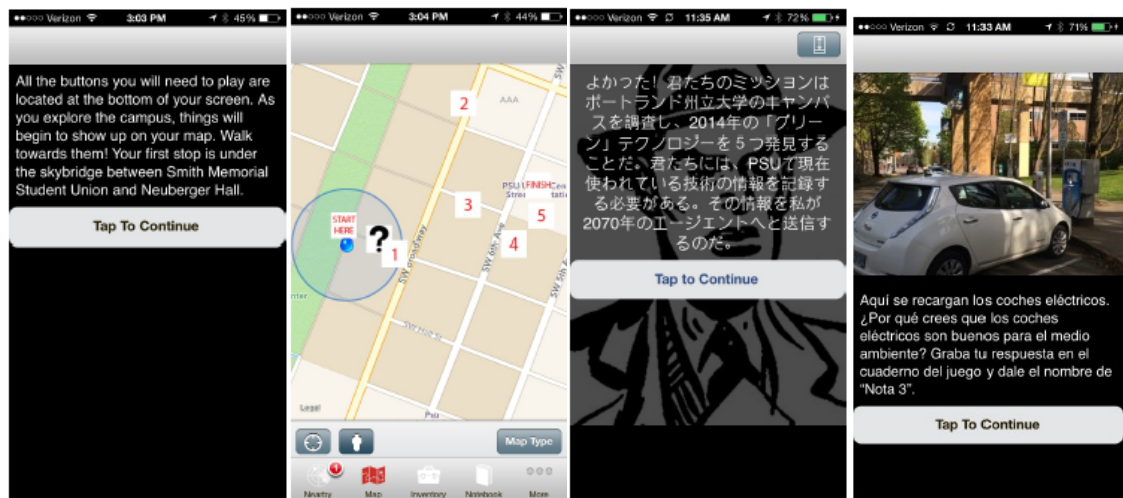 ●●○○○ Verizon 3:03 PM 45%
All the buttons you will need to play are
located at the bottom of your screen. As
you explore the campus, things will
begin to show up on your map. Walk
towards them! Your first stop is under
the skybridge between Smith Memorial
Student Union and Neuberger Hall.
Tap To Continue
●●○○○ Verizon 3:04 PM 44%
AAA
SW
2
START
HERE
?
1
SW Broadway
3
PSU
FINISH
Street
5
4
SW 6th Ave
SW 5th A
SW Hall St
Legal
Psu
Map Type
1
Nearby
Map
Inventory
Notebook
More
●●○○○ Verizon 11:35 AM 72%
よかった！君たちのミッションは
ポートランド州立大学のキャンパ
スを調査し、2014年の「グリー
ン」テクノロジーを５つ発見する
ことだ。君たちには、PSUで現在
使われている技術の情報を記録す
る必要がある。その情報を私が
2070年のエージェントへと送信す
るのだ。
Tap to Continue
●●○○○ Verizon 11:33 AM 71%
Aquí se recargan los coches eléctricos.
¿Por qué crees que los coches
eléctricos son buenos para el medio
ambiente? Graba tu respuesta en el
cuaderno del juego y dale el nombre de
“Nota 3”.
Tap To Continue